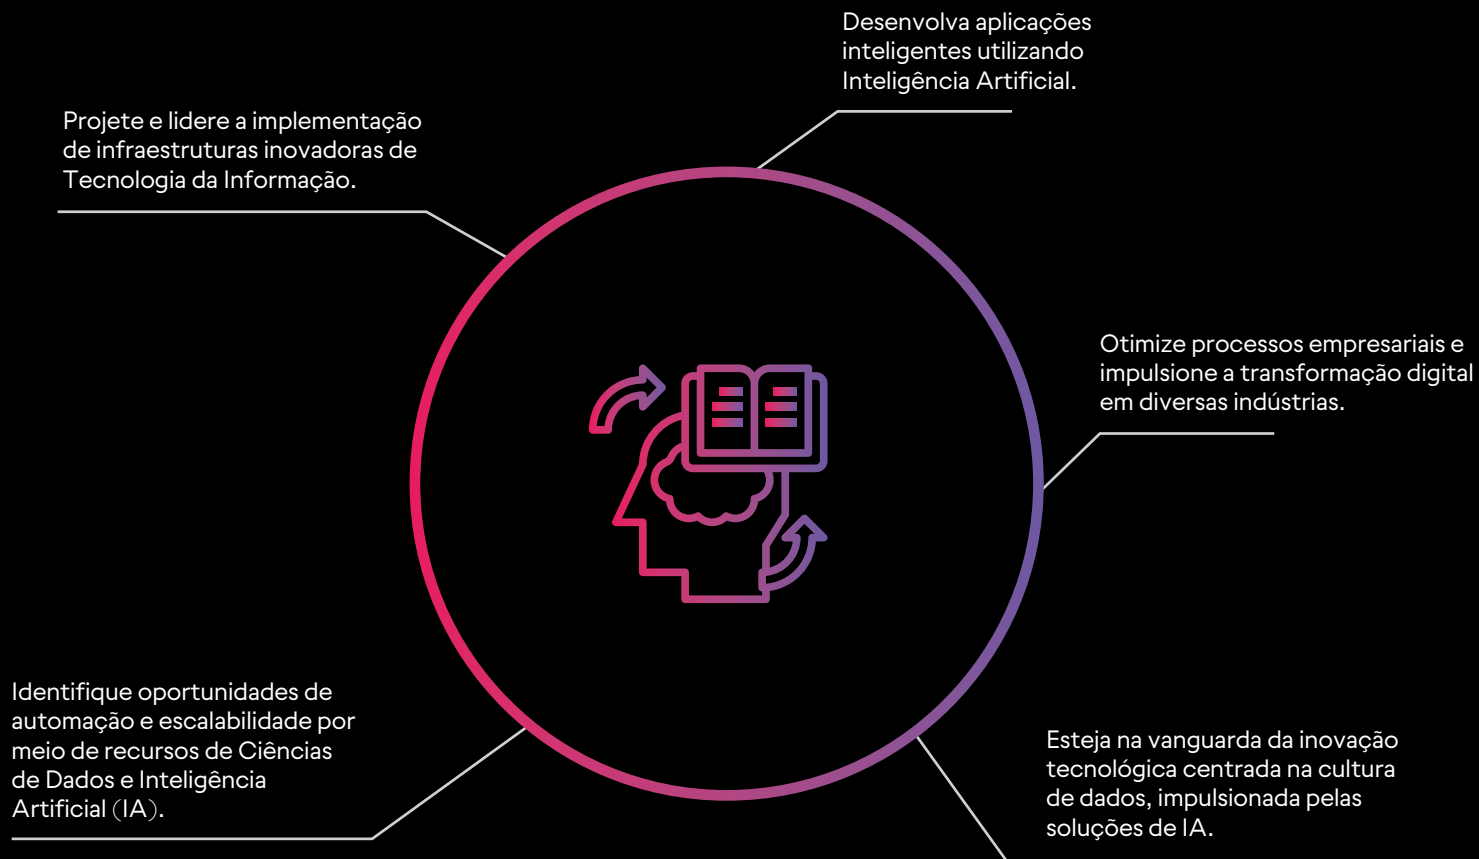 Desenvolva aplicações
inteligentes utilizando
Inteligência Artificial.
Projete e lidere a implementação
de infraestruturas inovadoras de
Tecnologia da Informação.
Otimize processos empresariais e
impulsione a transformação digital
em diversas indústrias.
Identifique oportunidades de
automação e escalabilidade por
meio de recursos de Ciências
de Dados e Inteligência
Artificial (IA).
Esteja na vanguarda da inovação
tecnológica centrada na cultura
de dados, impulsionada pelas
soluções de IA.